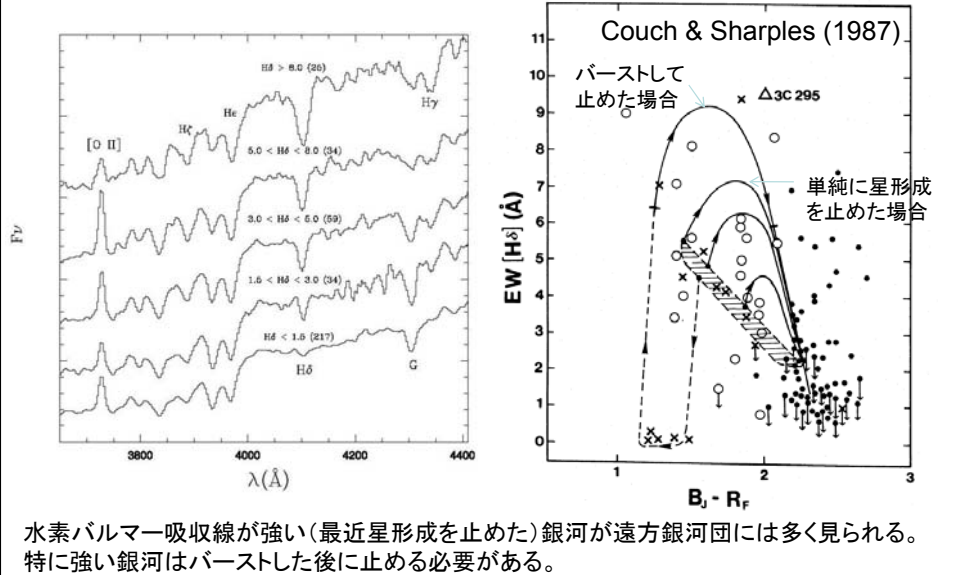 Hδ > 8.0 (25)
Hγ
Hε
Hζ
[O II]
5.0 < Hδ < 8.0 (34)
3.0 < Hδ < 5.0 (59)
1.5 < Hδ < 3.0 (34)
Hδ < 1.5 (217)
Hδ
G
Fν
3800
4000
4200
4400
λ(Å)
Couch & Sharples (1987)
バーストして
止めた場合
3C 295
単純に星形成
を止めた場合
EW [Hδ] (Å)
11
10
9
8
7
6
5
4
3
2
1
0
1
2
3
BJ - RF
水素バルマー吸収線が強い(最近星形成を止めた)銀河が遠方銀河団には多く見られる。
特に強い銀河はバーストした後に止める必要がある。